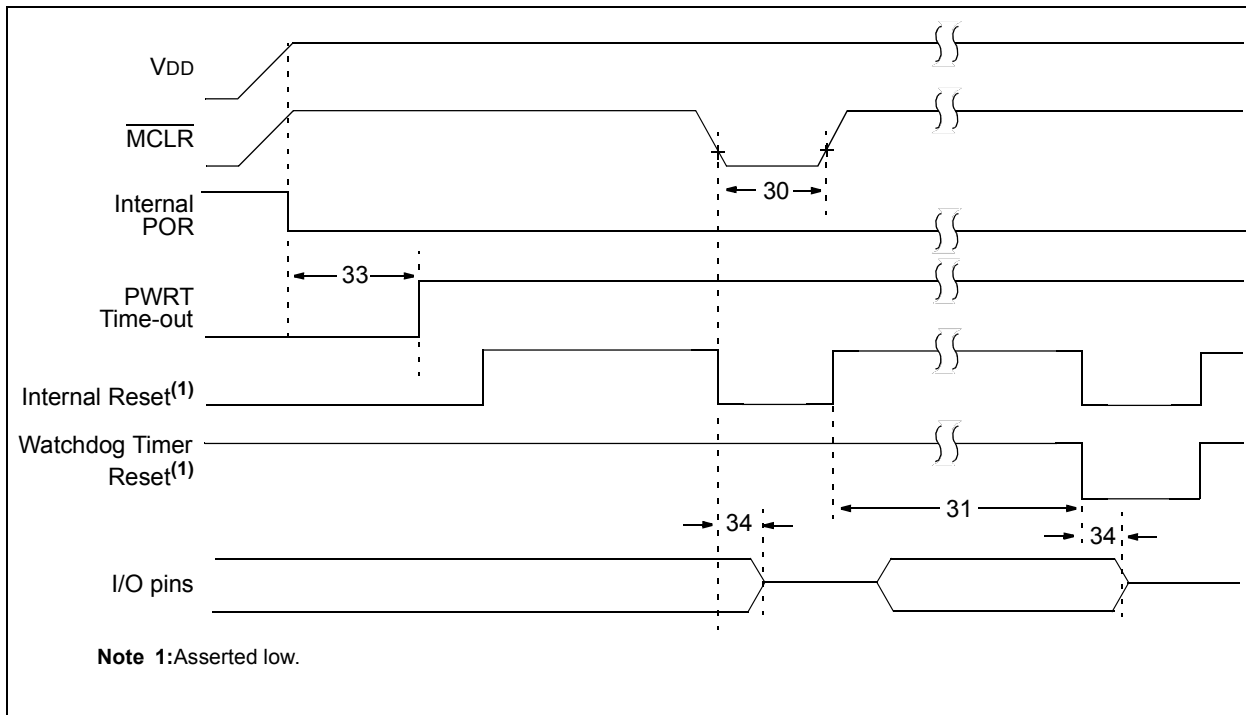 VDD
MCLR
30
Internal
POR
33
PWRT
Time-out
Internal Reset(1)
Watchdog Timer
Reset(1)
31
34
34
I/O pins
Note 1:Asserted low.